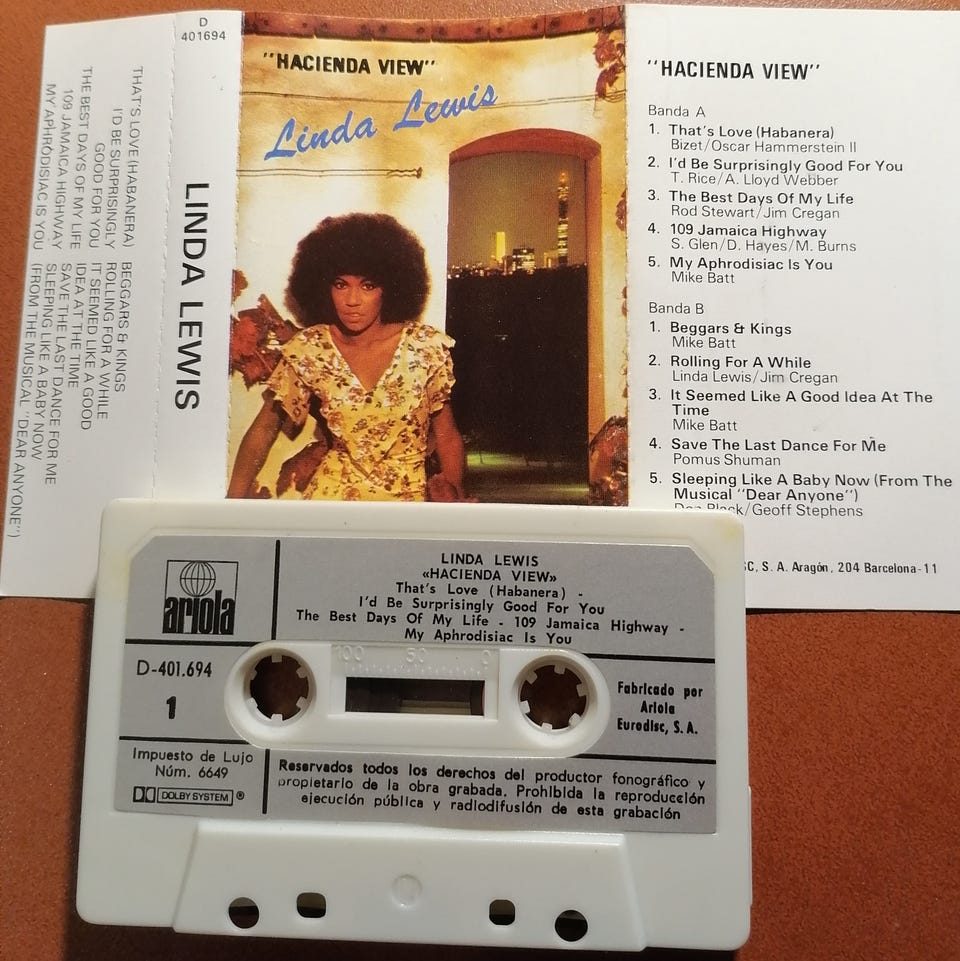 D
401694
THAT'S LOVE (HABANERA)
I'D BE SURPRISINGLY
GOOD FOR YOU
THE BEST DAYS OF MY LIFE
109 JAMAICA HIGHWAY
MY APHRODISIAC IS YOU
BEGGARS & KINGS
ROLLING FOR A WHILE
IT SEEMED LIKE A GOOD
IDEA AT THE TIME
SAVE THE LAST DANCE FOR ME
SLEEPING LIKE A BABY NOW
(FROM THE MUSICAL "DEAR ANYONE")
LINDA LEWIS
"HACIENDA VIEW"
Linda Lewis
"HACIENDA VIEW"
Banda A
1. That's Love (Habanera)
Bizet/Oscar Hammerstein II
2. I'd Be Surprisingly Good For You
T. Rice/A. Lloyd Webber
3. The Best Days Of My Life
Rod Stewart/Jim Cregan
4. 109 Jamaica Highway
S. Glen/D. Hayes/M. Burns
5. My Aphrodisiac Is You
Mike Batt
Banda B
1. Beggars & Kings
Mike Batt
2. Rolling For A While
Linda Lewis/Jim Cregan
3. It Seemed Like A Good Idea At The
Time
Mike Batt
4. Save The Last Dance For Me
Pomus Shuman
5. Sleeping Like A Baby Now (From The
Musical "Dear Anyone")
Don Black/Geoff Stephens
S. A. Aragón, 204 Barcelona-11
ariola
LINDA LEWIS
«HACIENDA VIEW»
That's Love (Habanera) -
I'd Be Surprisingly Good For You
The Best Days Of My Life - 109 Jamaica Highway -
My Aphrodisiac Is You
D-401.694
1
100 50 0
Fabricado por
Ariola
Eurodisc, S. A.
Impuesto de Lujo
Núm. 6649
DOLBY SYSTEM ®
Reservados todos los derechos del productor fonográfico y
propietario de la obra grabada. Prohibida la reproducción
ejecución pública y radiodifusión de esta grabación